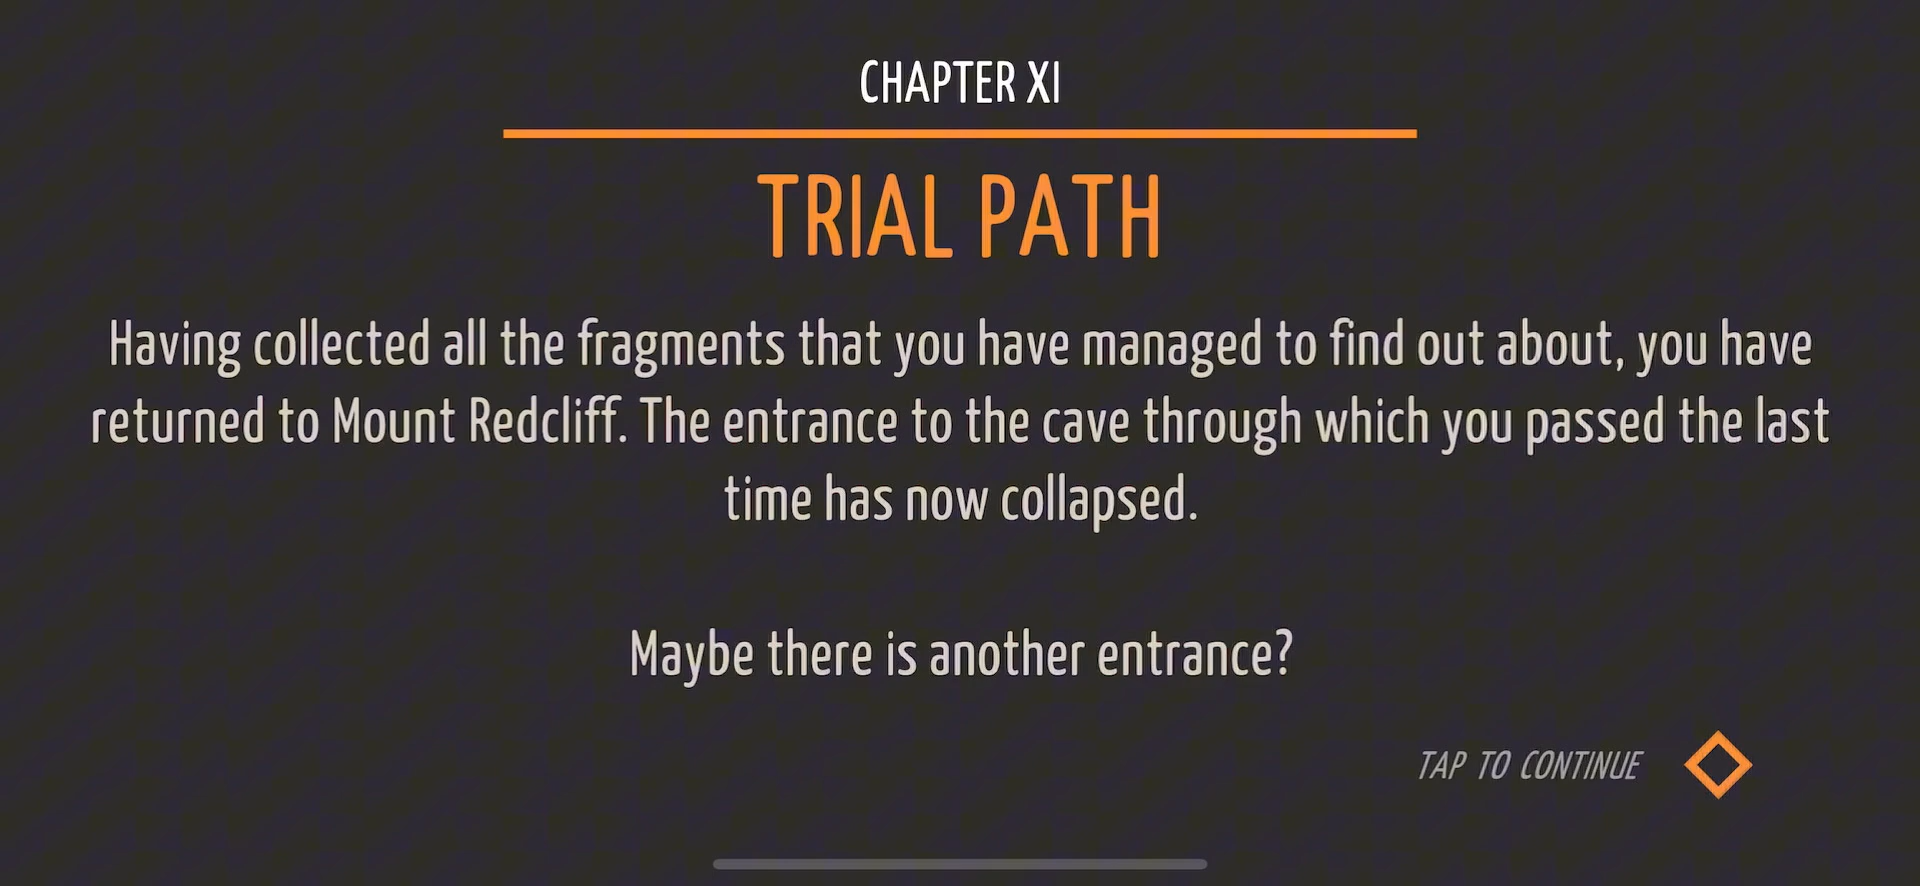 CHAPTER XI
TRIAL PATH
Having collected all the fragments that you have managed to find out about, you have
returned to Mount Redcliff. The entrance to the cave through which you passed the last
time has now collapsed.
Maybe there is another entrance?
TAP TO CONTINUE